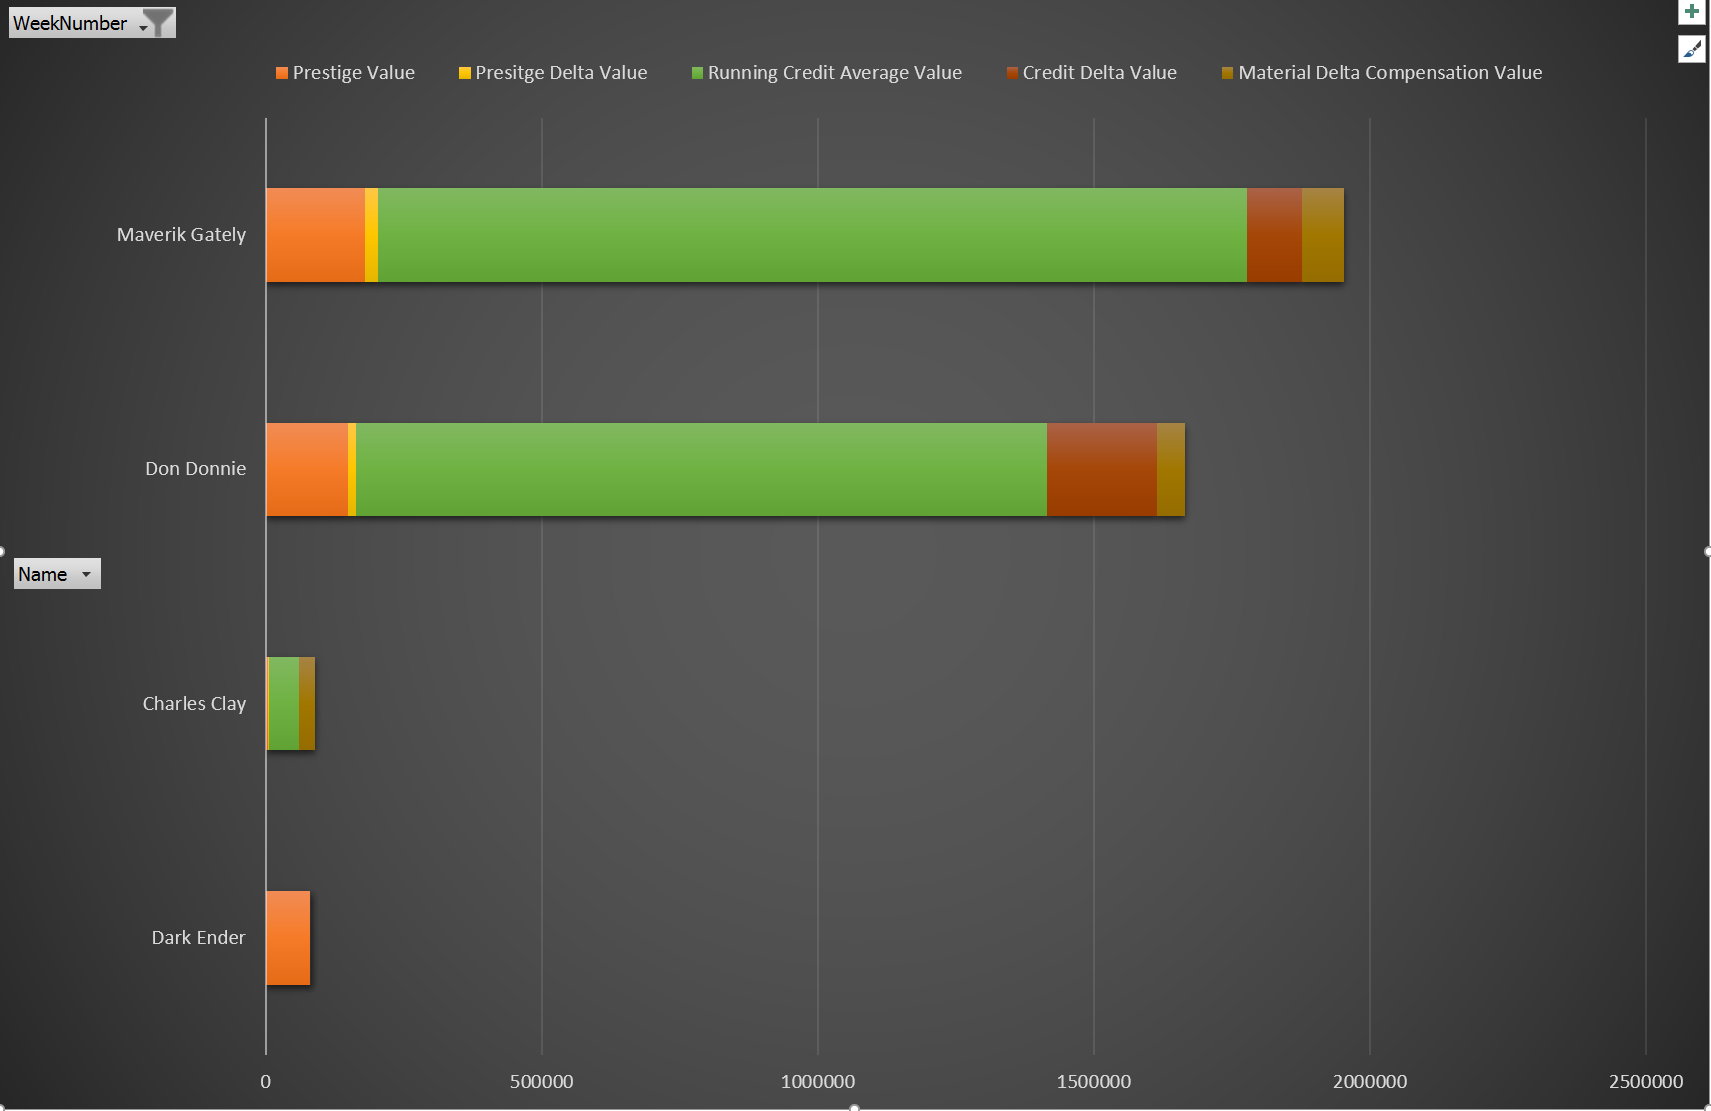 WeekNumber
Prestige Value Presitge Delta Value Running Credit Average Value Credit Delta Value Material Delta Compensation Value
Maverik Gately
Don Donnie
Name
Charles Clay
Dark Ender
0 500000 1000000 1500000 2000000 2500000